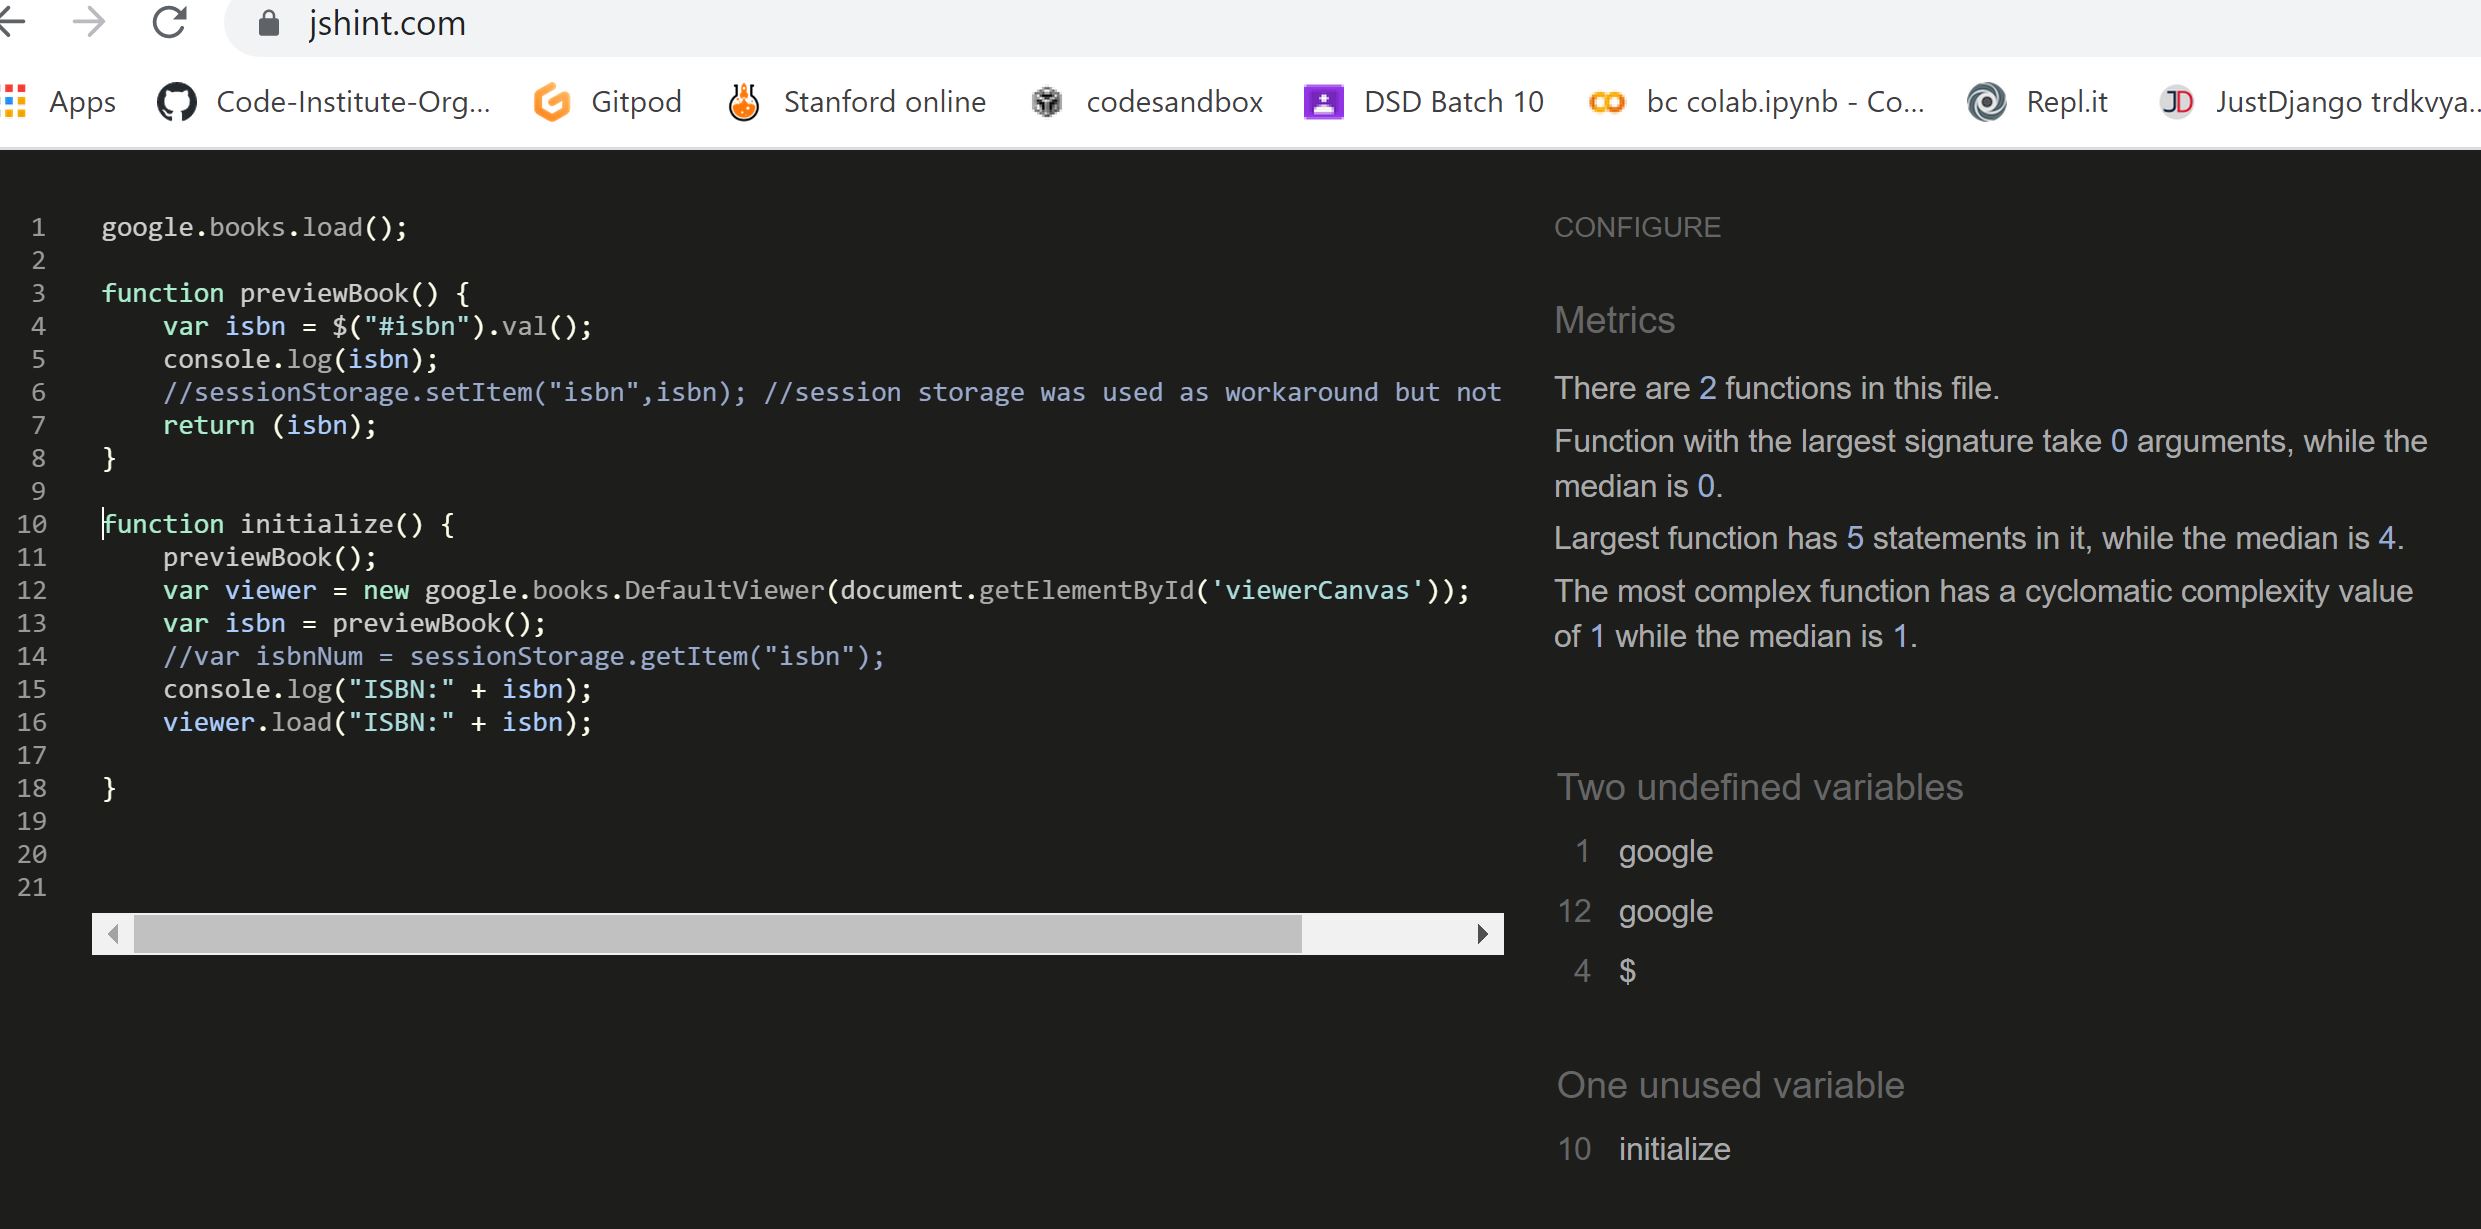 jshint.com
Apps Code-Institute-Org... Gitpod Stanford online codesandbox DSD Batch 10 bc colab.ipynb - Co... Repl.it JD JustDjango trdkvya...
1 google.books.load();
2
3 function previewBook() {
4 var isbn = $("#isbn").val();
5 console.log(isbn);
6 //sessionStorage.setItem("isbn",isbn); //session storage was used as workaround but not
7 return (isbn);
8 }
9
10 function initialize() {
11 previewBook();
12 var viewer = new google.books.DefaultViewer(document.getElementById('viewerCanvas'));
13 var isbn = previewBook();
14 //var isbnNum = sessionStorage.getItem("isbn");
15 console.log("ISBN:" + isbn);
16 viewer.load("ISBN:" + isbn);
17
18 }
19
20
21
CONFIGURE
Metrics
There are 2 functions in this file.
Function with the largest signature take 0 arguments, while the
median is 0.
Largest function has 5 statements in it, while the median is 4.
The most complex function has a cyclomatic complexity value
of 1 while the median is 1.
Two undefined variables
1 google
12 google
4 $
One unused variable
10 initialize